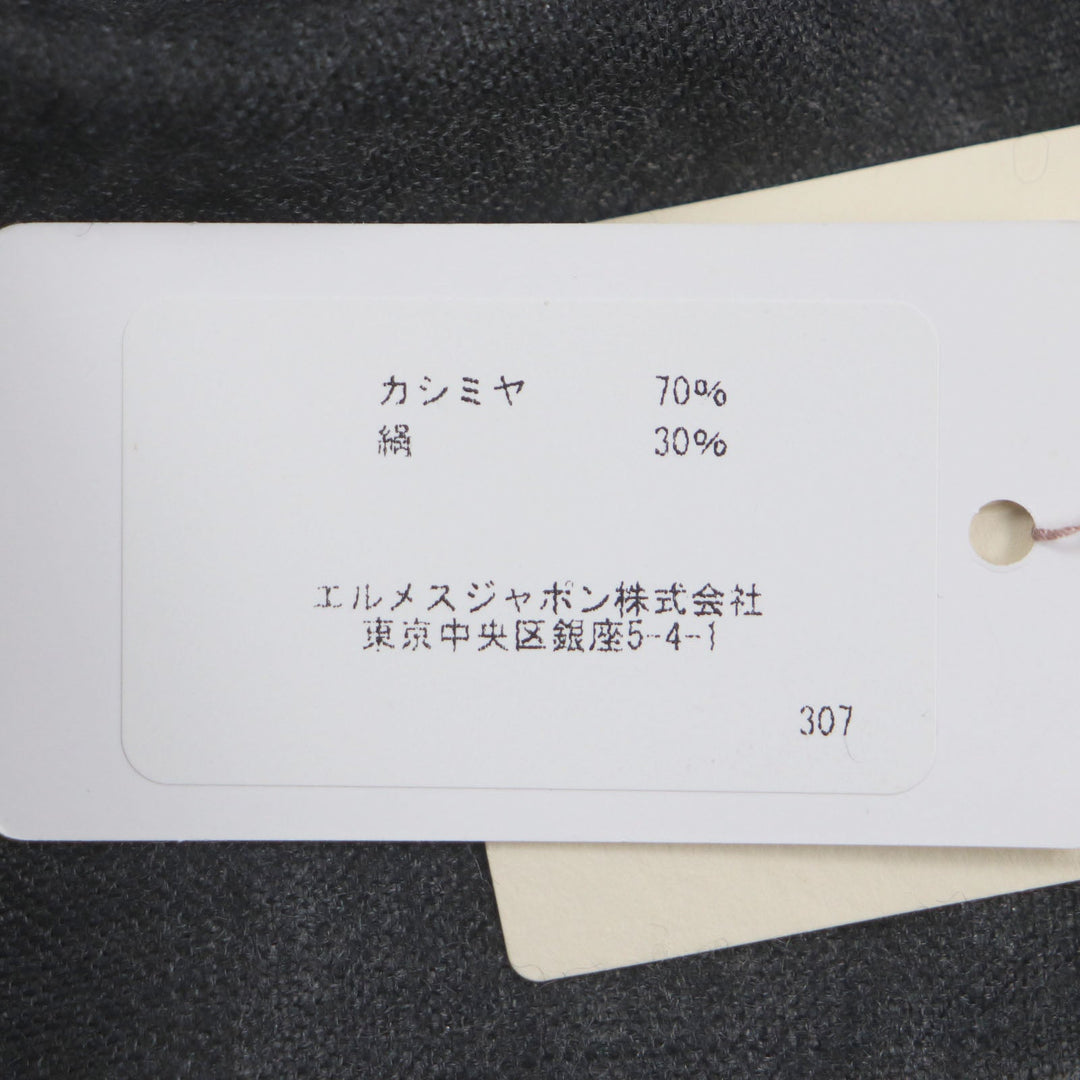 カシミヤ 70%
絹 30%
エルメスジャポン株式会社
東京中央区銀座5-4-1
307